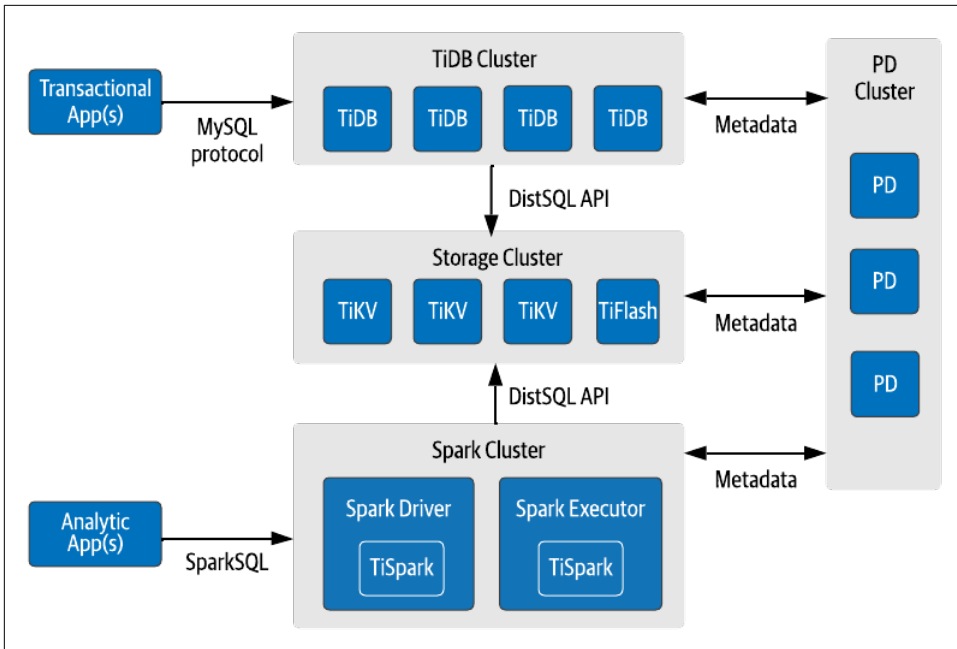 TiDB Cluster
TiDB
TiDB
TiDB
TiDB
Transactional
App(s)
MySQL
protocol
Metadata
PD
Cluster
PD
PD
PD
DistSQL API
Storage Cluster
TiKV
TiKV
TiKV
TiFlash
Metadata
DistSQL API
Spark Cluster
Spark Driver
TiSpark
Spark Executor
TiSpark
Metadata
Analytic
App(s)
SparkSQL